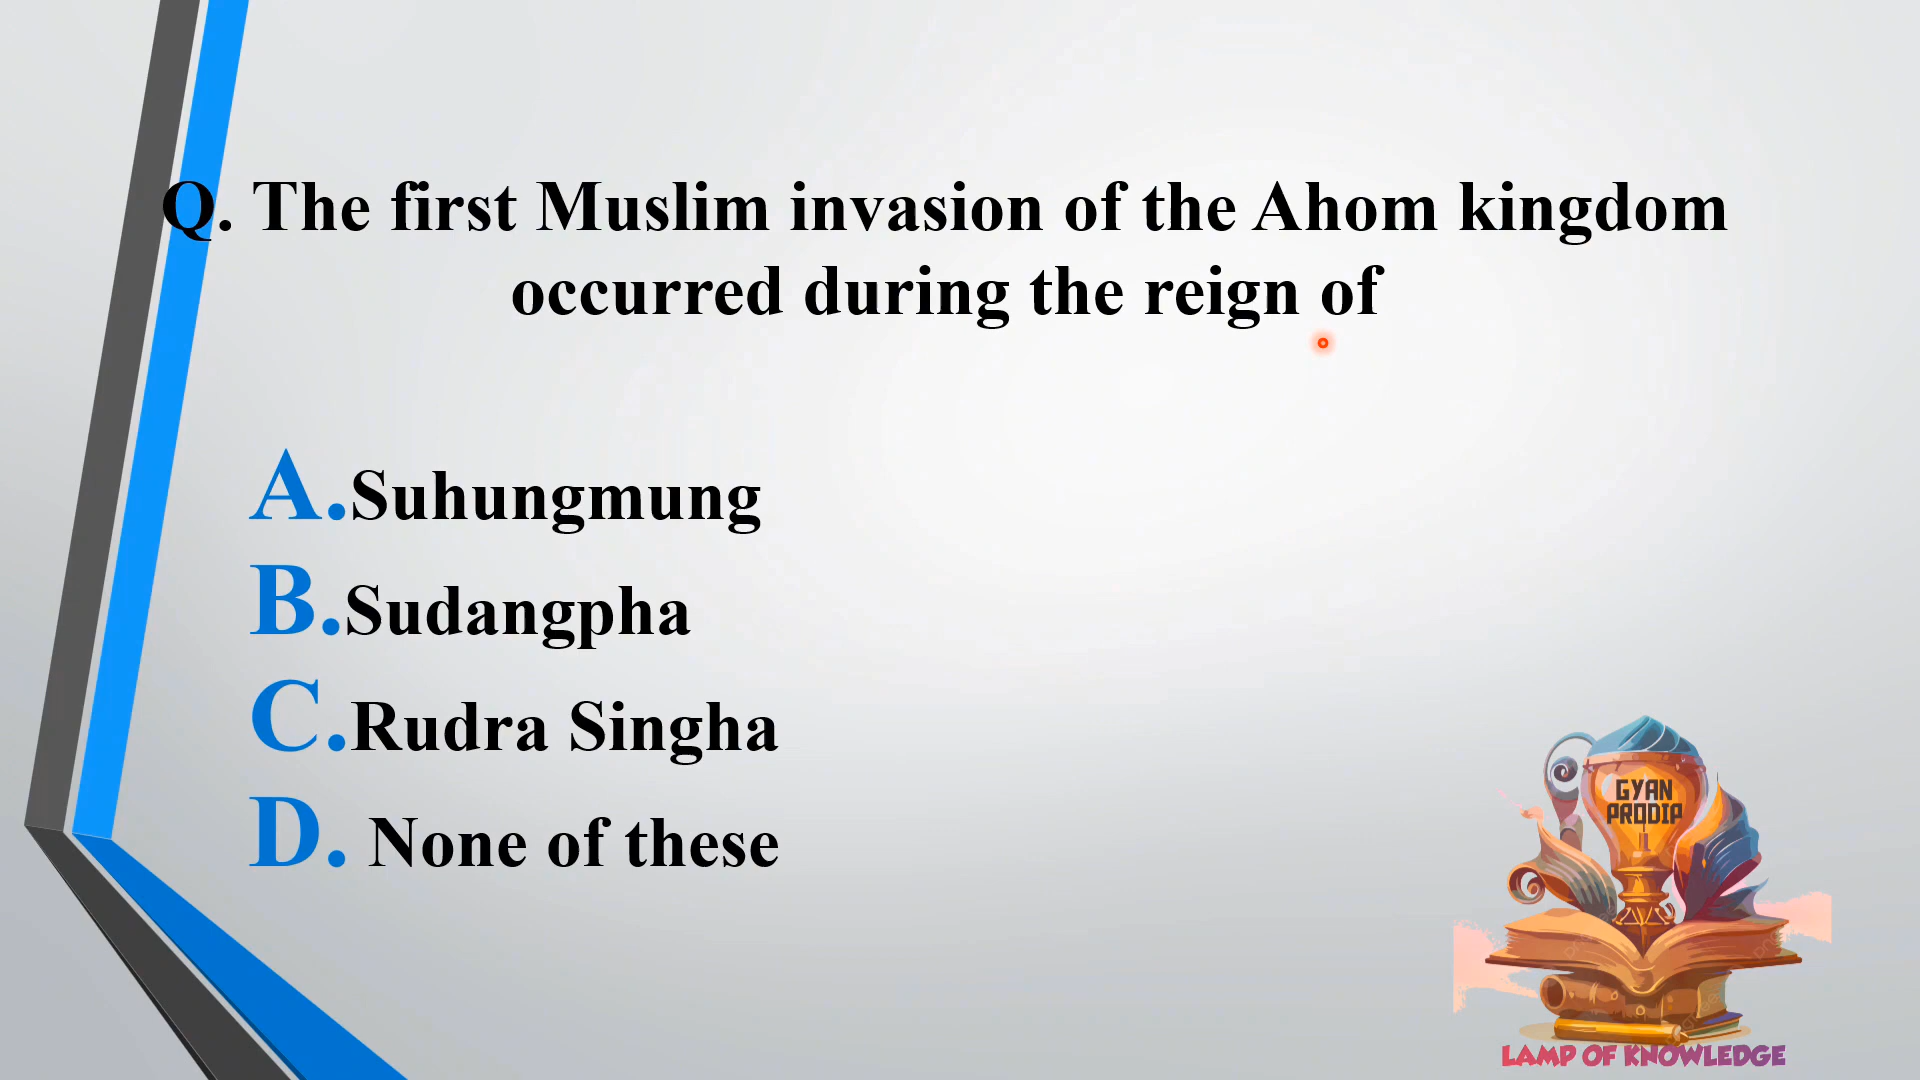 Q. The first Muslim invasion of the Ahom kingdom
occurred during the reign of
A.Suhungmung
B.Sudangpha
C.Rudra Singha
D. None of these
GYAN
PRODIP
LAMP OF KNOWLEDGE